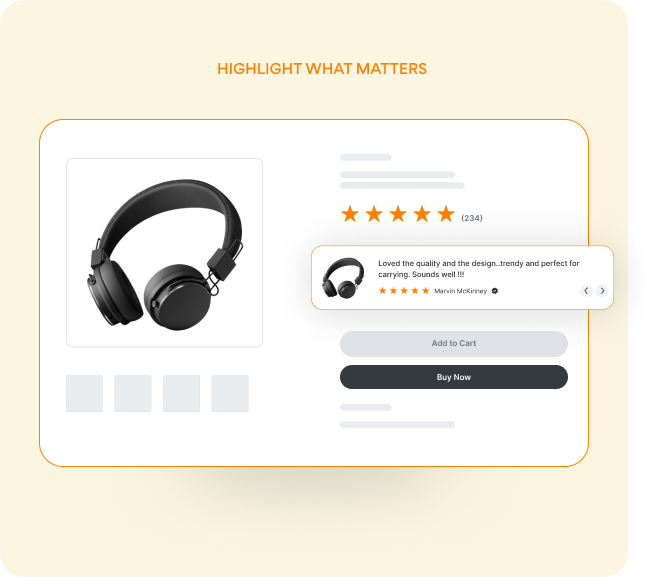 HIGHLIGHT WHAT MATTERS
(234)
Loved the quality and the design..trendy and perfect for
carrying. Sounds well !!!
Marvin McKinney
Add to Cart
Buy Now